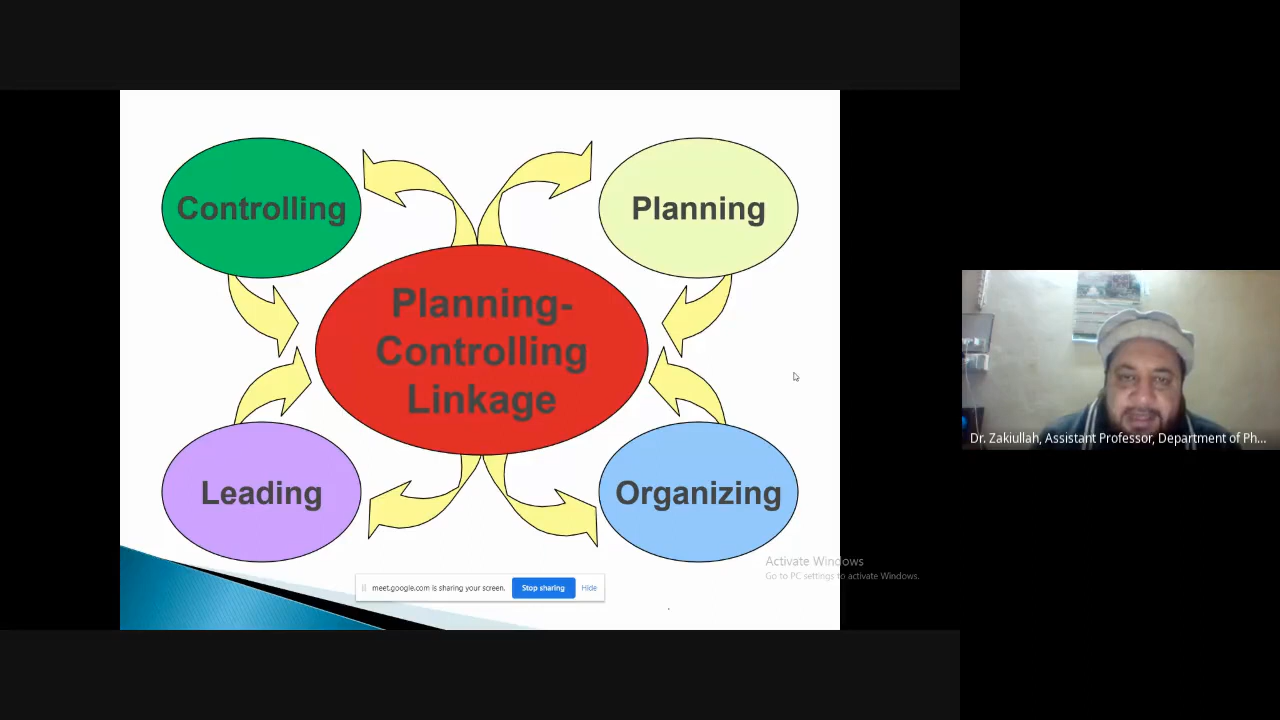 Controlling
Planning
Planning-
Controlling
Linkage
Leading
Organizing
Dr. Zakiullah, Assistant Professor, Department of Ph...
Activate Windows
Go to PC settings to activate Windows.
meet.google.com is sharing your screen.
Stop sharing
Hide